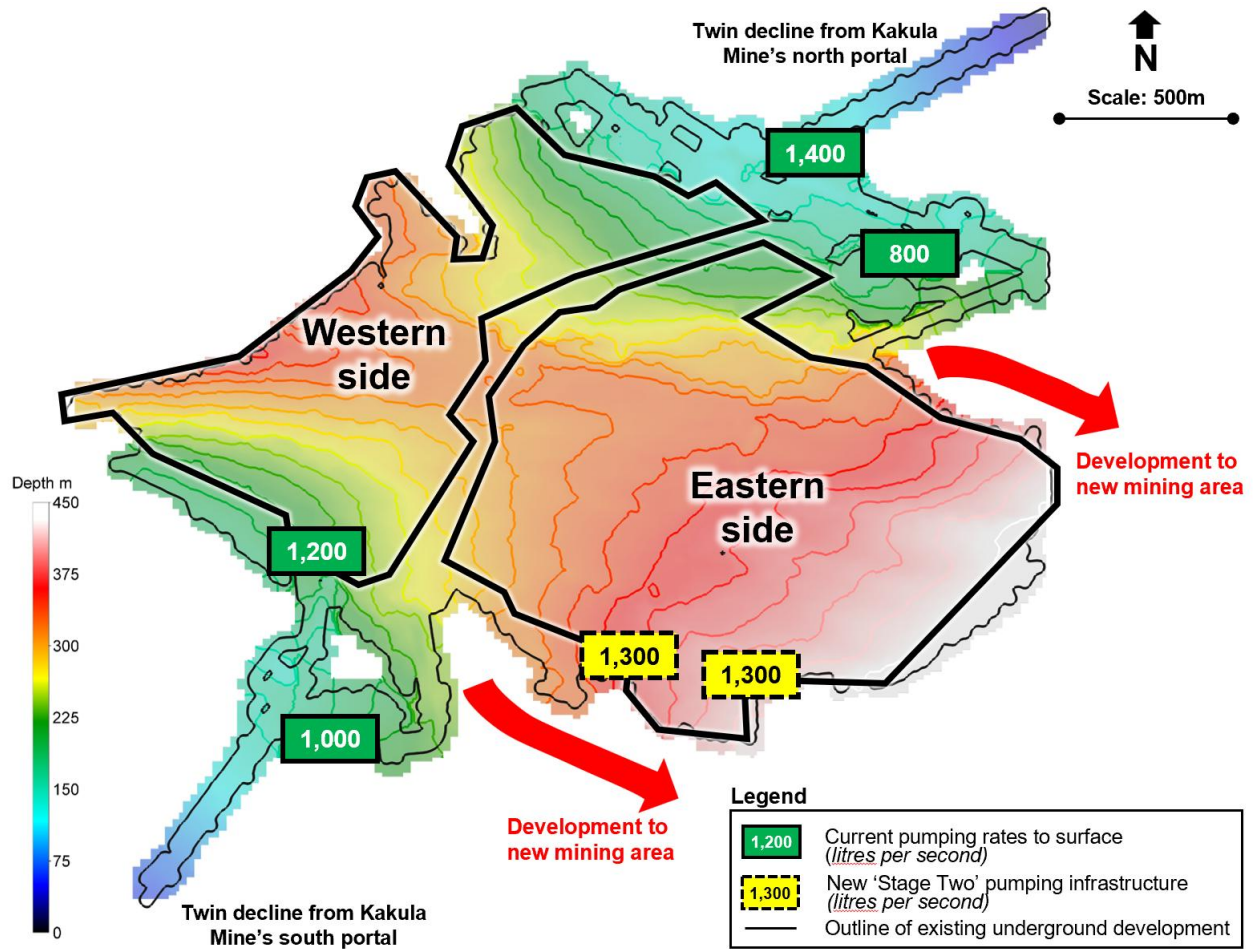 Twin decline from Kakula
Mine's north portal
N
Scale: 500m
1,400
800
Western
side
Development to
new mining area
Eastern
side
Depth m
450
375
300
225
150
75
0
1,200
1,300
1,300
1,000
Development to
new mining area
Twin decline from Kakula
Mine's south portal
Legend
1,200
Current pumping rates to surface
(litres per second)
1,300
New ‘Stage Two’ pumping infrastructure
(litres per second)
Outline of existing underground development